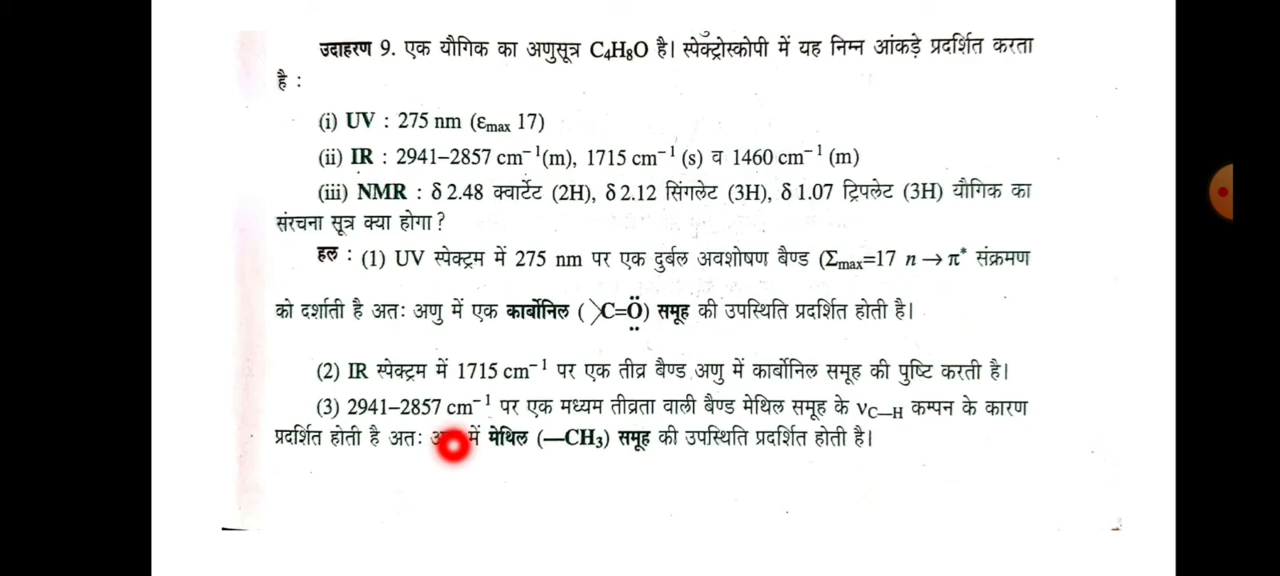 उदाहरण 9. एक यौगिक का अणुसूत्र C₄H₈O है। स्पेक्ट्रोस्कोपी में यह निम्न आंकड़े प्रदर्शित करता
है :
(i) UV : 275 nm (εmax 17)
(ii) IR : 2941–2857 cm⁻¹(m), 1715 cm⁻¹ (s) व 1460 cm⁻¹ (m)
(iii) NMR : δ 2.48 क्वार्टेट (2H), δ 2.12 सिंगलेट (3H), δ 1.07 ट्रिपलेट (3H) यौगिक का
संरचना सूत्र क्या होगा ?
हल : (1) UV स्पेक्ट्रम में 275 nm पर एक दुर्बल अवशोषण बैण्ड (Σmax=17 n → π* संक्रमण
को दर्शाती है अतः अणु में एक कार्बोनिल (>C=Ö) समूह की उपस्थिति प्रदर्शित होती है।
(2) IR स्पेक्ट्रम में 1715 cm⁻¹ पर एक तीव्र बैण्ड अणु में कार्बोनिल समूह की पुष्टि करती है।
(3) 2941–2857 cm⁻¹ पर एक मध्यम तीव्रता वाली बैण्ड मेथिल समूह के νC—H कम्पन के कारण
प्रदर्शित होती है अतः में मेथिल (—CH₃) समूह की उपस्थिति प्रदर्शित होती है।